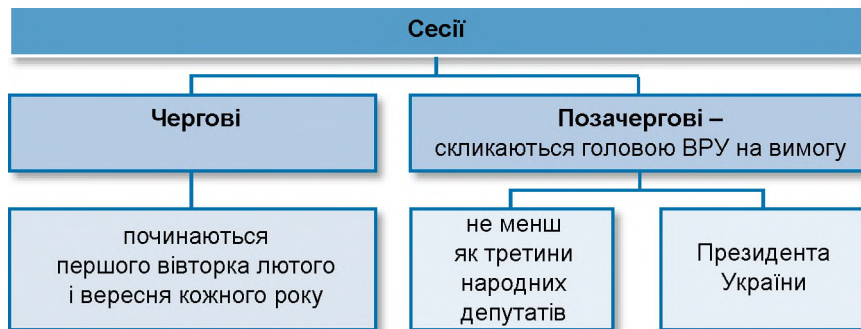 Сесії
Чергові
Позачергові –
скликаються головою ВРУ на вимогу
починаються
першого вівторка лютого
і вересня кожного року
не менш
як третини
народних
депутатів
Президента
України